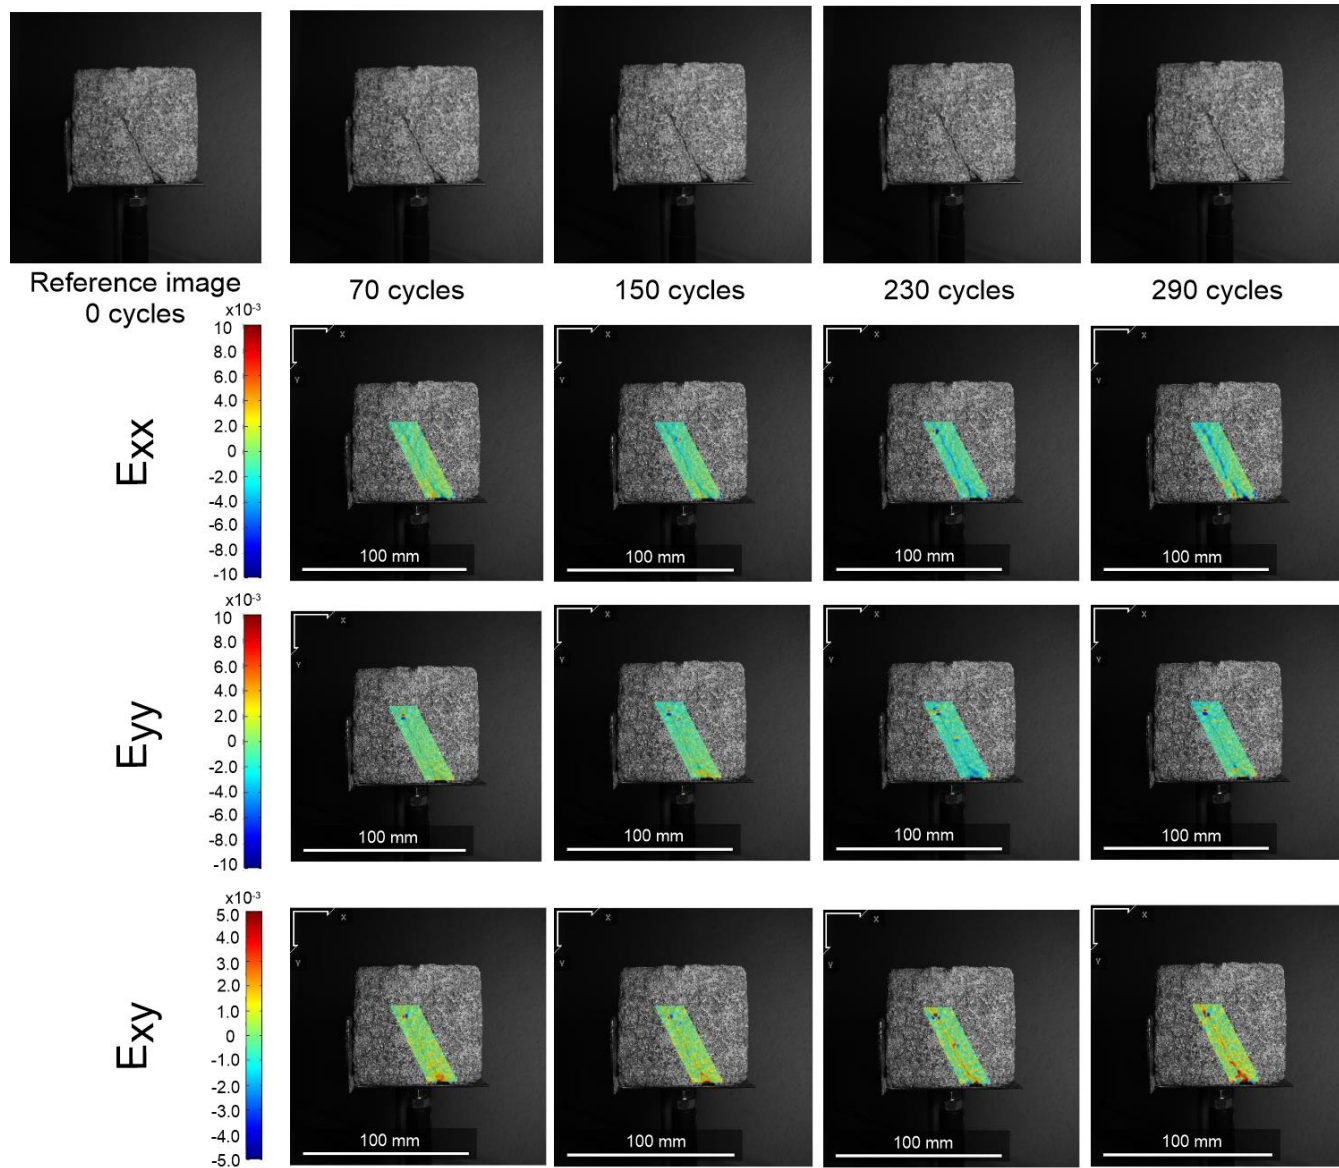 Reference image
0 cycles
70 cycles
150 cycles
230 cycles
290 cycles
x10-3
10
8.0
6.0
4.0
2.0
0
-2.0
-4.0
-6.0
-8.0
-10
Exx
X
Y
100 mm
X
Y
100 mm
X
Y
100 mm
X
Y
100 mm
x10-3
10
8.0
6.0
4.0
2.0
0
-2.0
-4.0
-6.0
-8.0
-10
Eyy
X
Y
100 mm
X
Y
100 mm
X
Y
100 mm
X
Y
100 mm
x10-3
5.0
4.0
3.0
2.0
1.0
0
-1.0
-2.0
-3.0
-4.0
-5.0
Exy
X
Y
100 mm
X
Y
100 mm
X
Y
100 mm
X
Y
100 mm